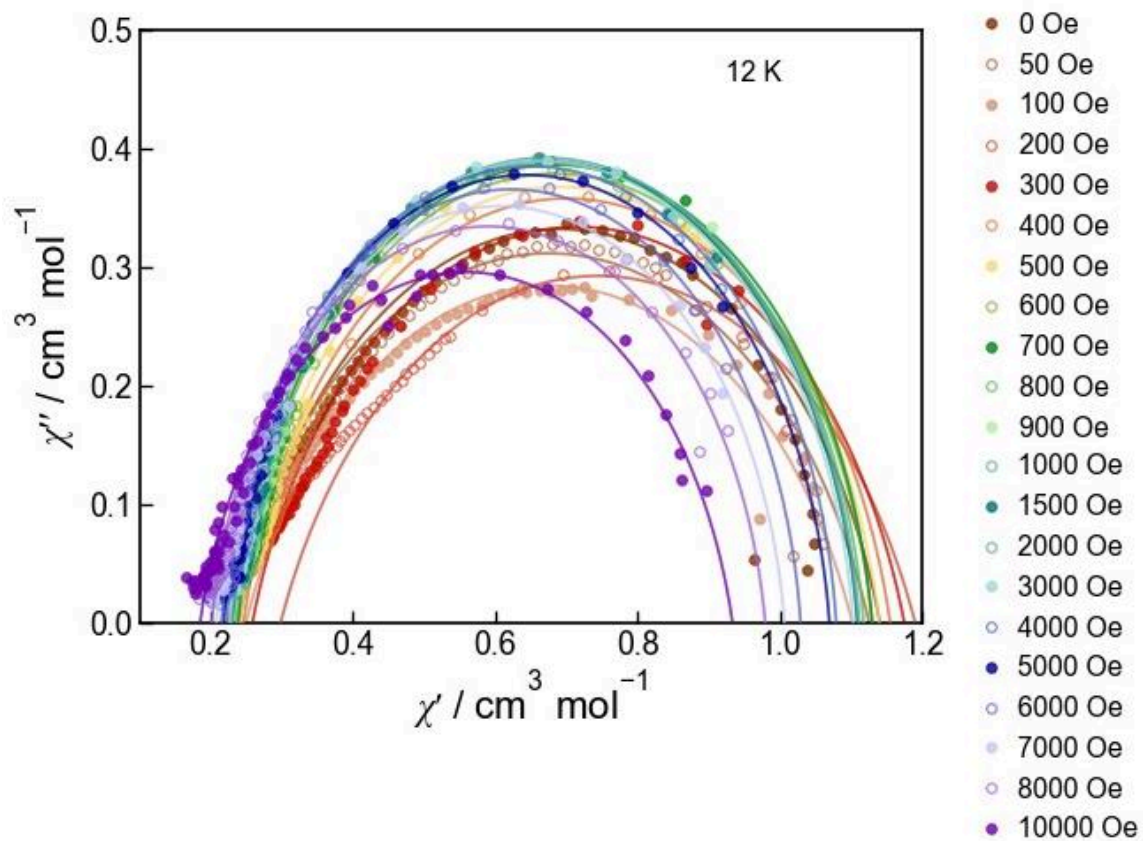 0.5
0.4
0.3
0.2
0.1
0.0
0.2
0.4
0.6
0.8
1.0
1.2
χ″ / cm³ mol⁻¹
χ′ / cm³ mol⁻¹
12 K
0 Oe
50 Oe
100 Oe
200 Oe
300 Oe
400 Oe
500 Oe
600 Oe
700 Oe
800 Oe
900 Oe
1000 Oe
1500 Oe
2000 Oe
3000 Oe
4000 Oe
5000 Oe
6000 Oe
7000 Oe
8000 Oe
10000 Oe